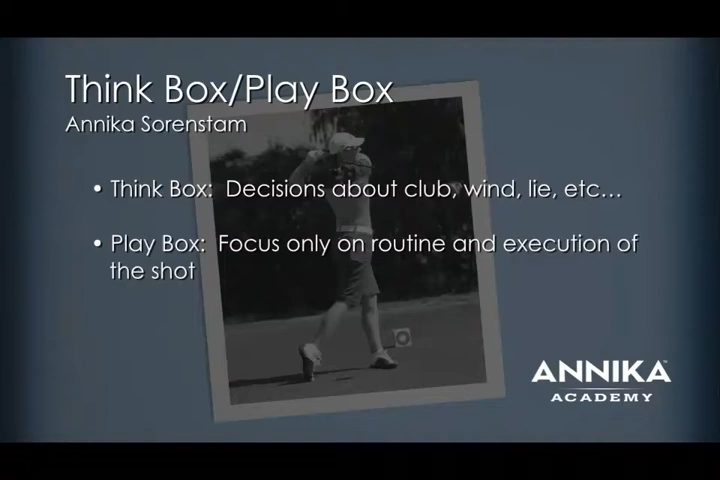 Think Box/Play Box
Annika Sorenstam
• Think Box:  Decisions about club, wind, lie, etc…
• Play Box:  Focus only on routine and execution of
the shot
ANNIKA™
ACADEMY